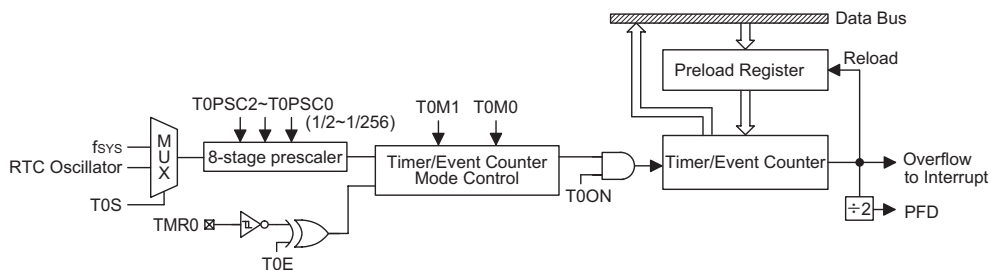 Data Bus
Preload Register
Reload
T0PSC2~T0PSC0
(1/2~1/256)
T0M1
T0M0
fSYS
RTC Oscillator
MUX
8-stage prescaler
Timer/Event Counter
Mode Control
T0ON
Timer/Event Counter
Overflow
to Interrupt
T0S
TMR0
T0E
÷2
PFD